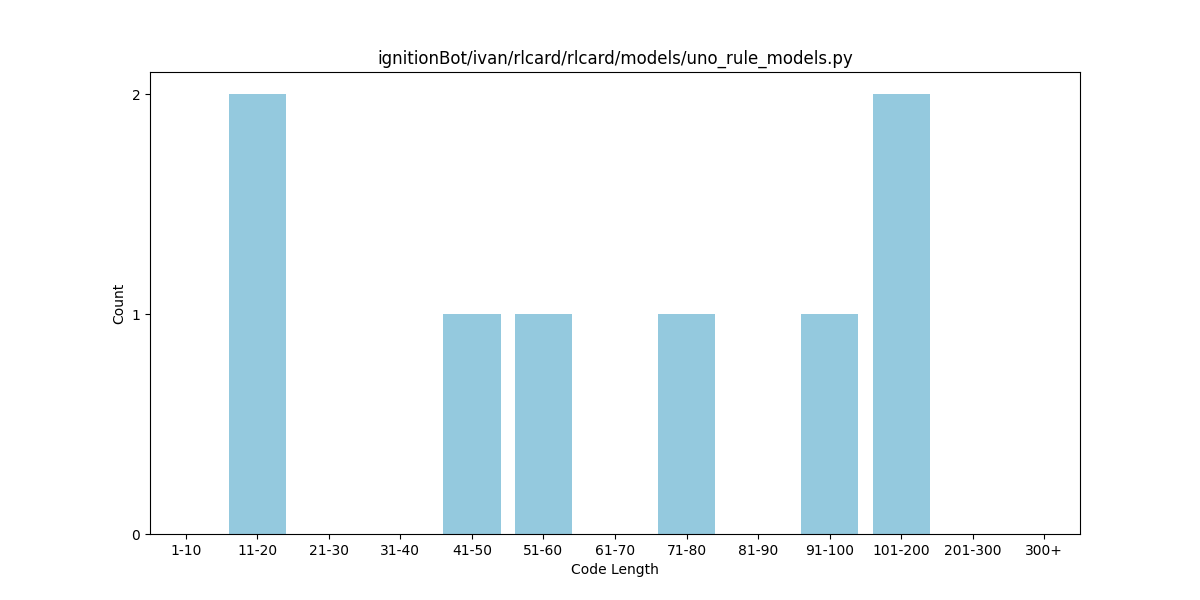 ignitionBot/ivan/rlcard/rlcard/models/uno_rule_models.py
Count
2
1
0
1-10 11-20 21-30 31-40 41-50 51-60 61-70 71-80 81-90 91-100 101-200 201-300 300+
Code Length